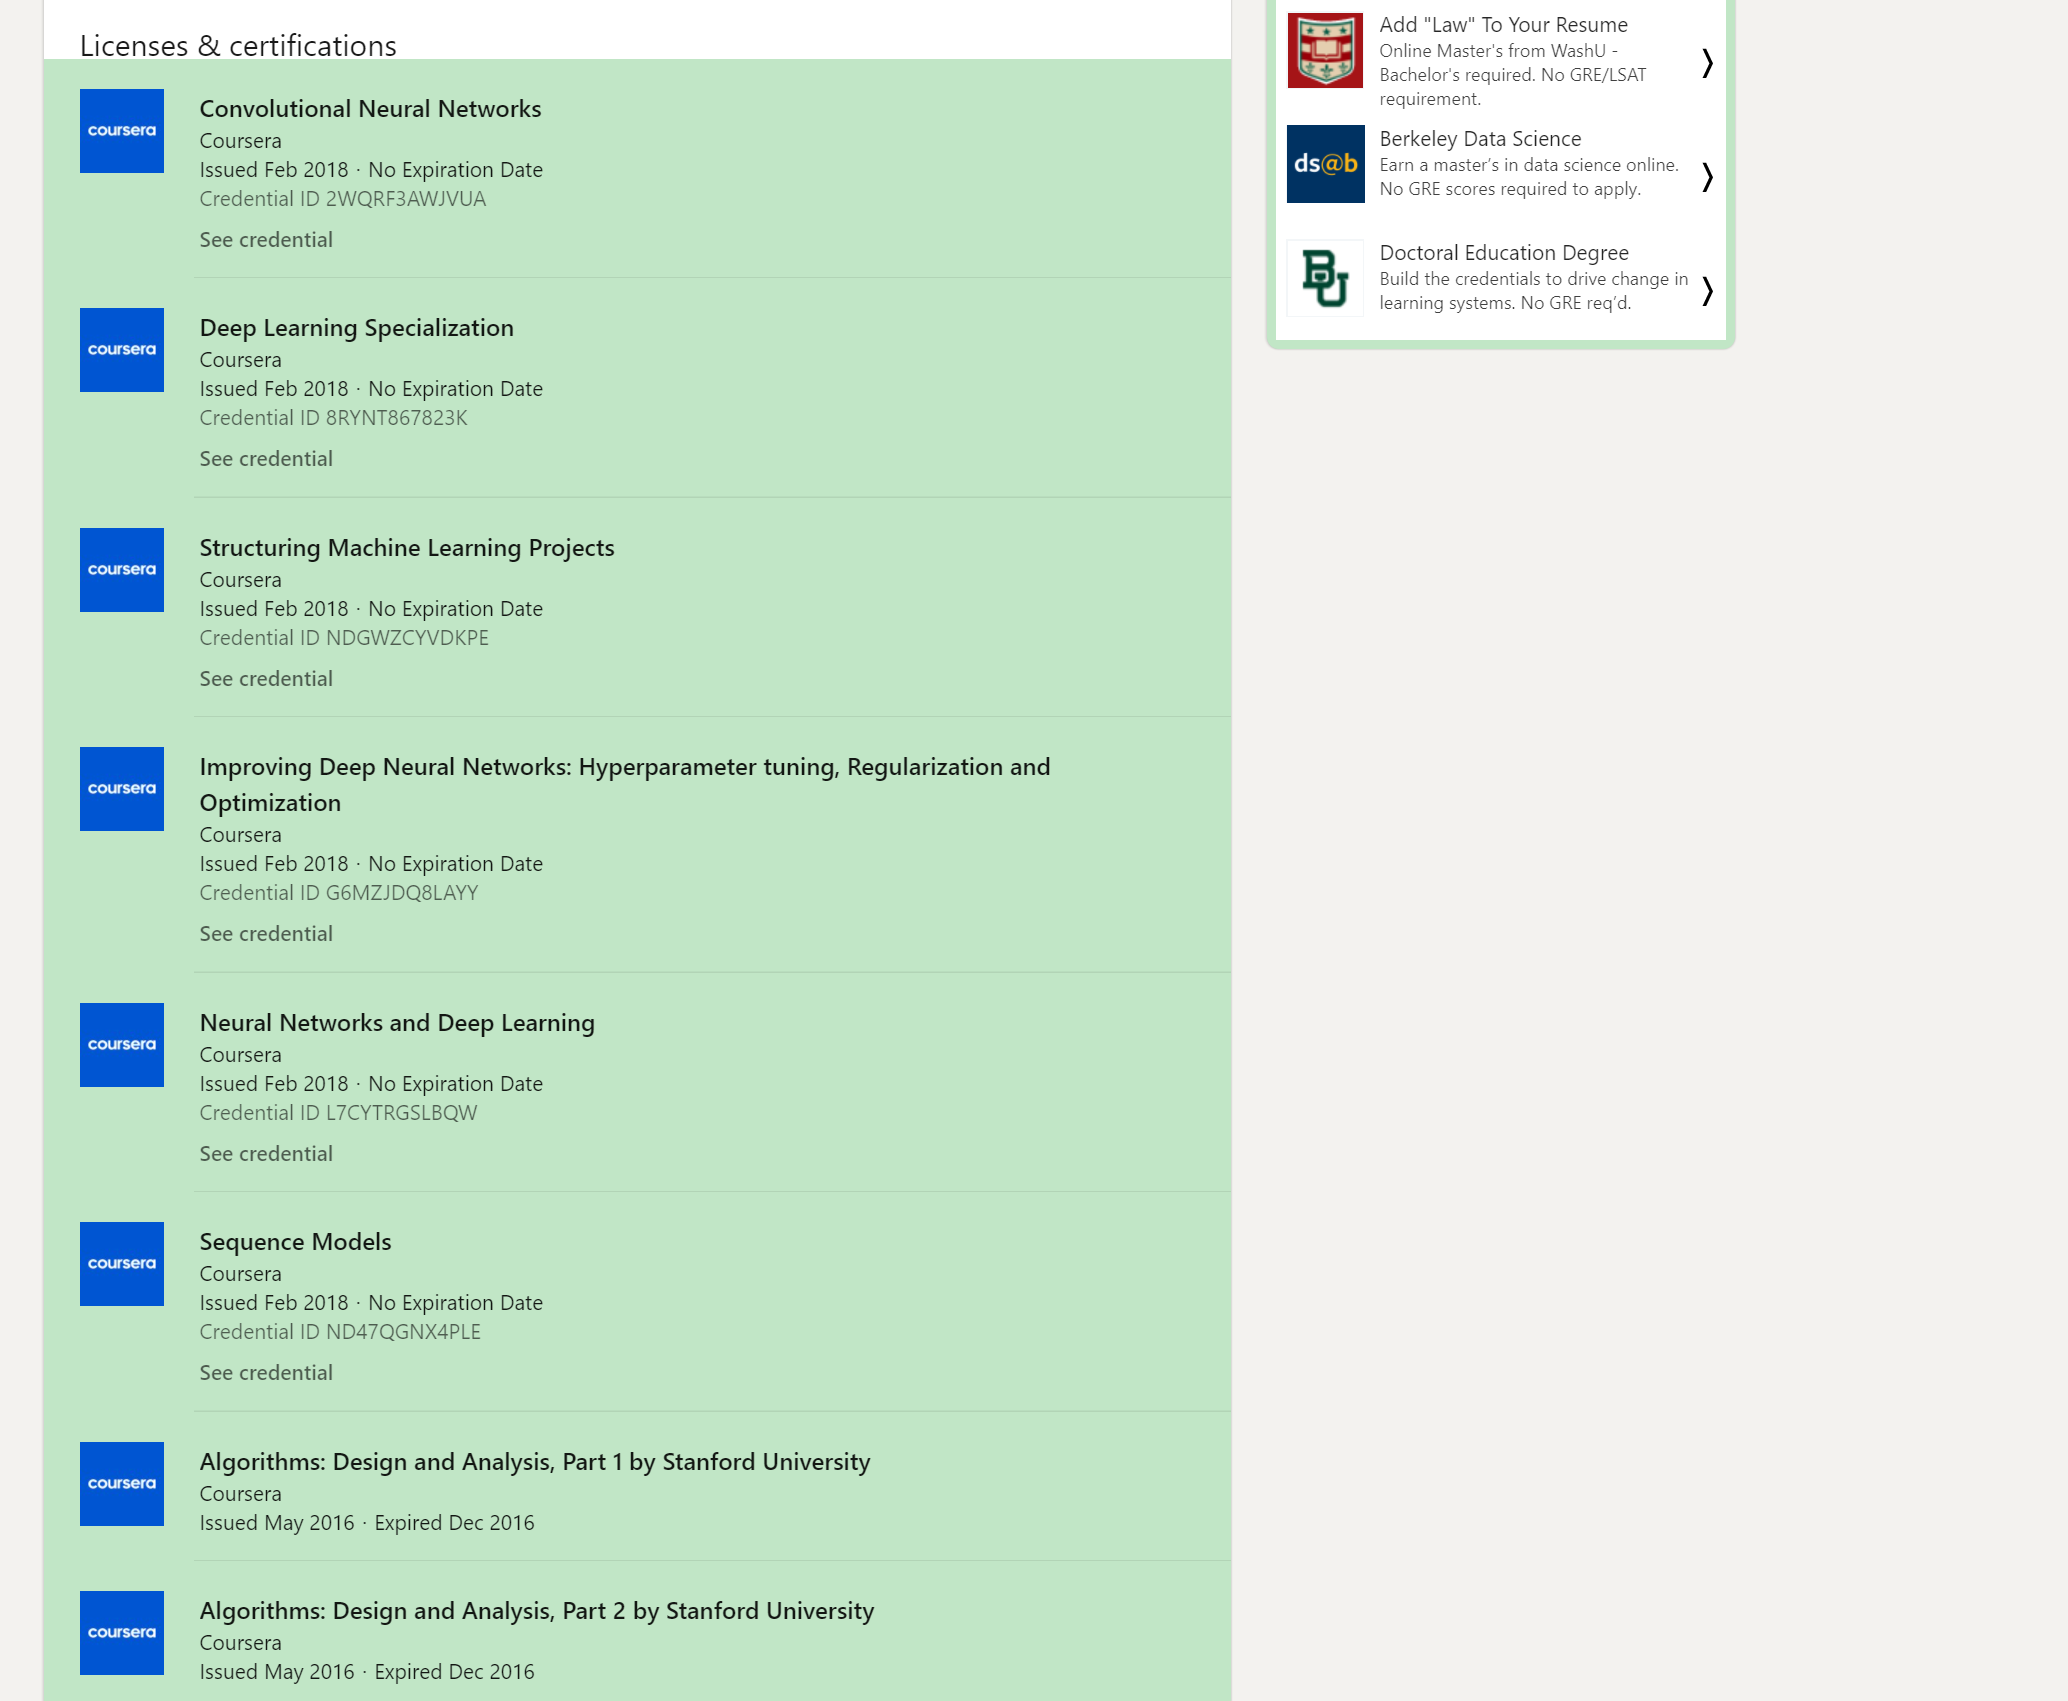 Licenses & certifications
coursera
Convolutional Neural Networks
Coursera
Issued Feb 2018 · No Expiration Date
Credential ID 2WQRF3AWJVUA
See credential
coursera
Deep Learning Specialization
Coursera
Issued Feb 2018 · No Expiration Date
Credential ID 8RYNT867823K
See credential
coursera
Structuring Machine Learning Projects
Coursera
Issued Feb 2018 · No Expiration Date
Credential ID NDGWZCYVDKPE
See credential
coursera
Improving Deep Neural Networks: Hyperparameter tuning, Regularization and
Optimization
Coursera
Issued Feb 2018 · No Expiration Date
Credential ID G6MZJDQ8LAYY
See credential
coursera
Neural Networks and Deep Learning
Coursera
Issued Feb 2018 · No Expiration Date
Credential ID L7CYTRGSLBQW
See credential
coursera
Sequence Models
Coursera
Issued Feb 2018 · No Expiration Date
Credential ID ND47QGNX4PLE
See credential
coursera
Algorithms: Design and Analysis, Part 1 by Stanford University
Coursera
Issued May 2016 · Expired Dec 2016
coursera
Algorithms: Design and Analysis, Part 2 by Stanford University
Coursera
Issued May 2016 · Expired Dec 2016
Add "Law" To Your Resume
Online Master's from WashU -
Bachelor's required. No GRE/LSAT
requirement.
ds@b
Berkeley Data Science
Earn a master’s in data science online.
No GRE scores required to apply.
BU
Doctoral Education Degree
Build the credentials to drive change in
learning systems. No GRE req’d.